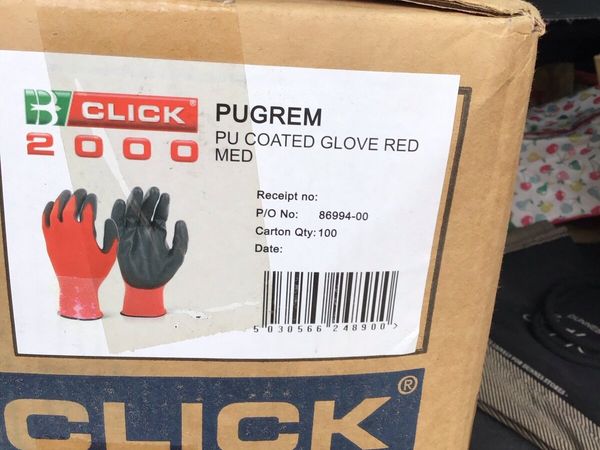 B CLICK®
2000
PUGREM
PU COATED GLOVE RED
MED
Receipt no:
P/O No: 86994-00
Carton Qty: 100
Date:
5 030566 248900 >
CLICK®